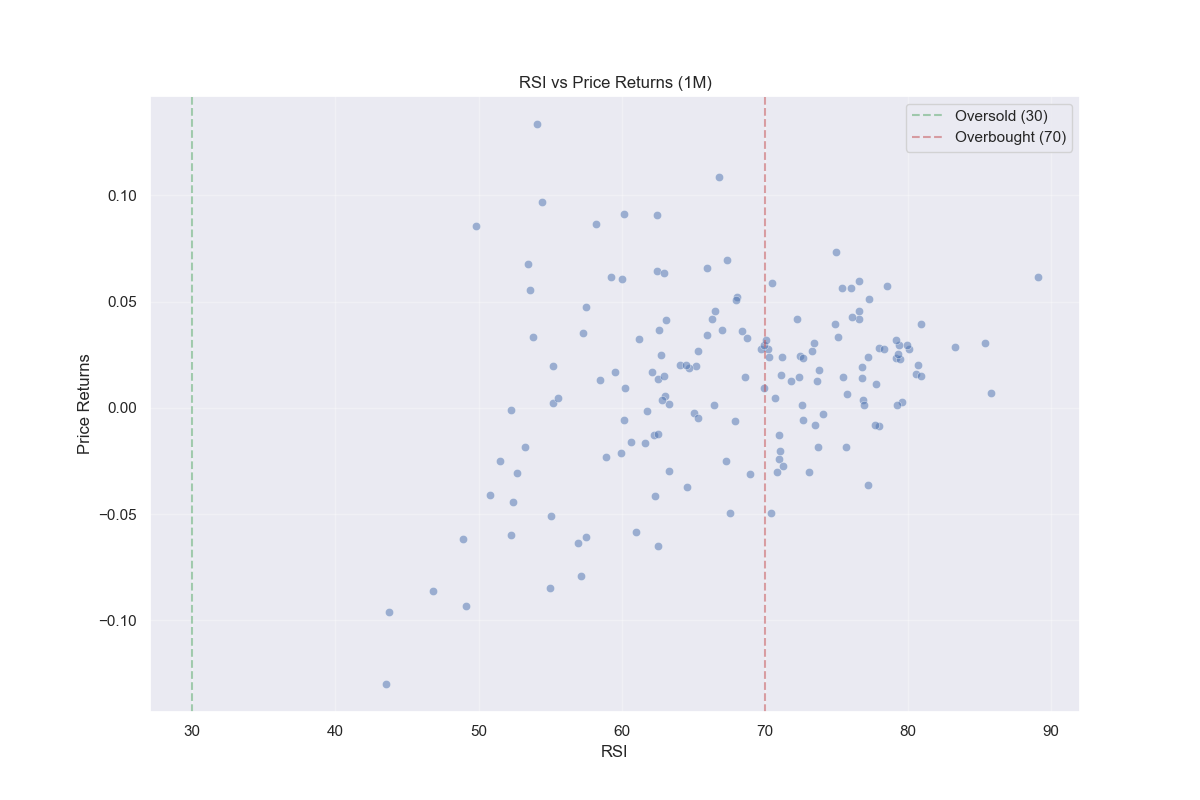 RSI vs Price Returns (1M)
Oversold (30)
Overbought (70)
Price Returns
0.10
0.05
0.00
−0.05
−0.10
30 40 50 60 70 80 90
RSI